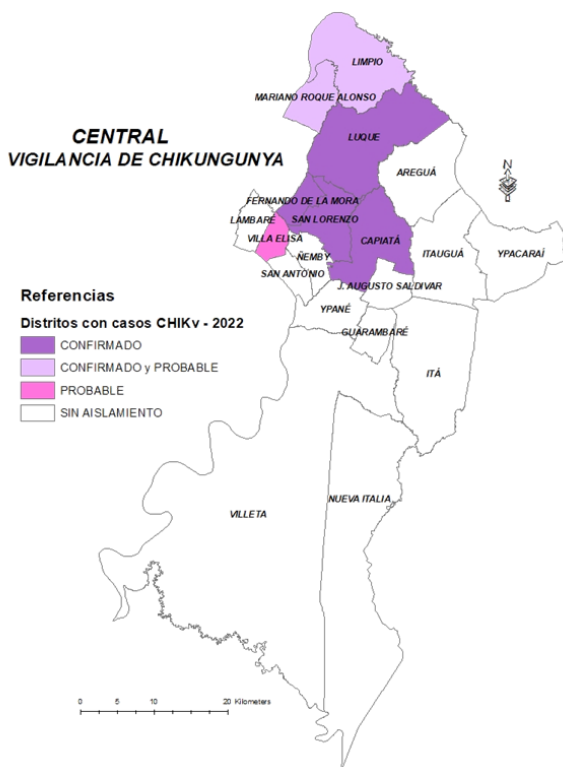 LIMPIO
MARIANO ROQUE ALONSO
CENTRAL
VIGILANCIA DE CHIKUNGUNYA
LUQUE
AREGUÁ
N
FERNANDO DE LA MORA
LAMBARÉ
SAN LORENZO
VILLA ELISA
CAPIATÁ
ITAUGUÁ
YPACARAÍ
ÑEMBY
SAN ANTONIO
J. AUGUSTO SALDIVAR
YPANÉ
GUARAMBARÉ
ITÁ
Referencias
Distritos con casos CHIKv - 2022
CONFIRMADO
CONFIRMADO y PROBABLE
PROBABLE
SIN AISLAMIENTO
VILLETA
NUEVA ITALIA
0 5 10 20 Kilometers